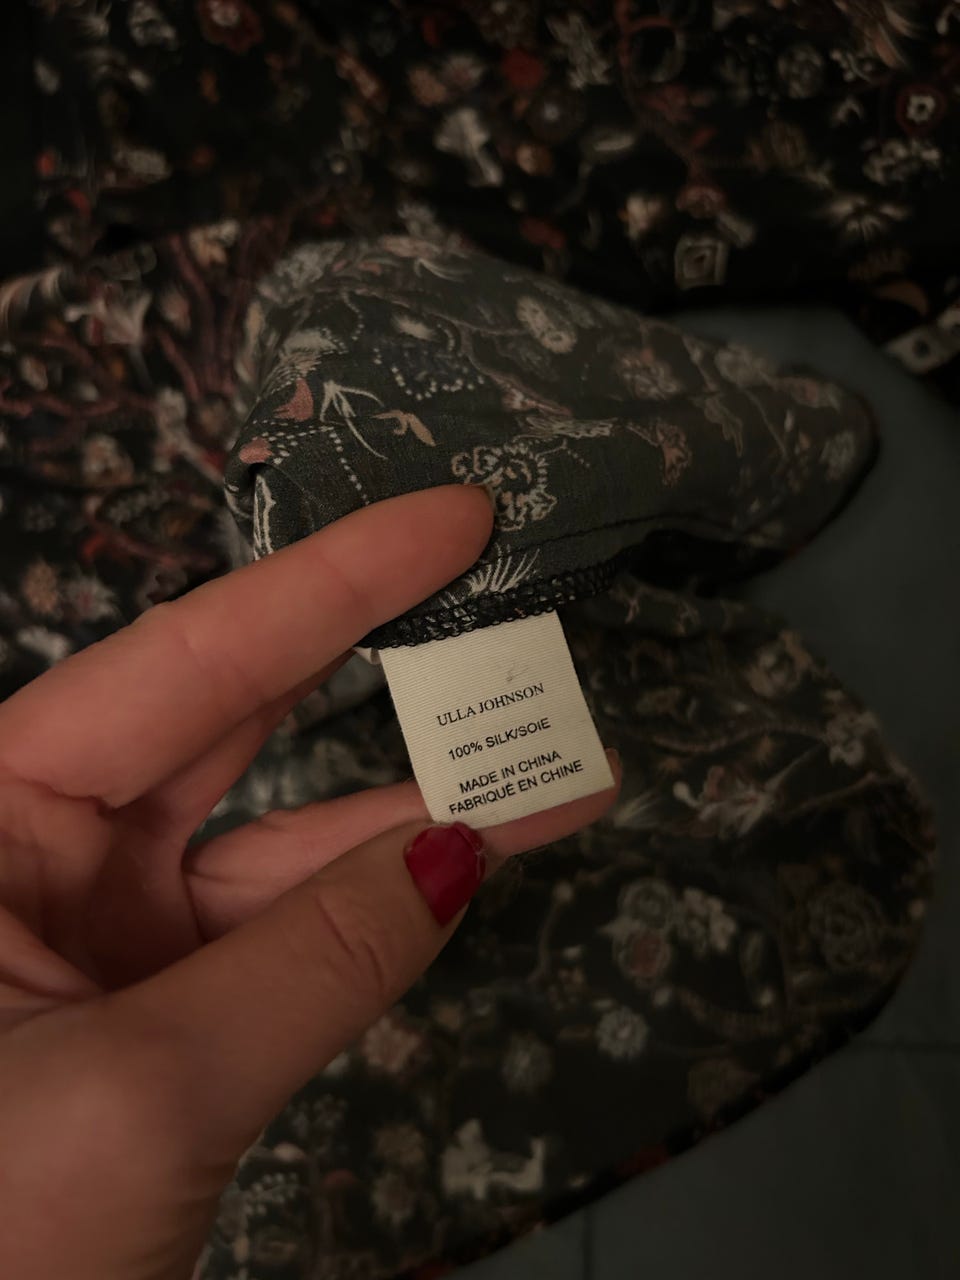 ULLA JOHNSON
100% SILK/SOIE
MADE IN CHINA
FABRIQUÉ EN CHINE